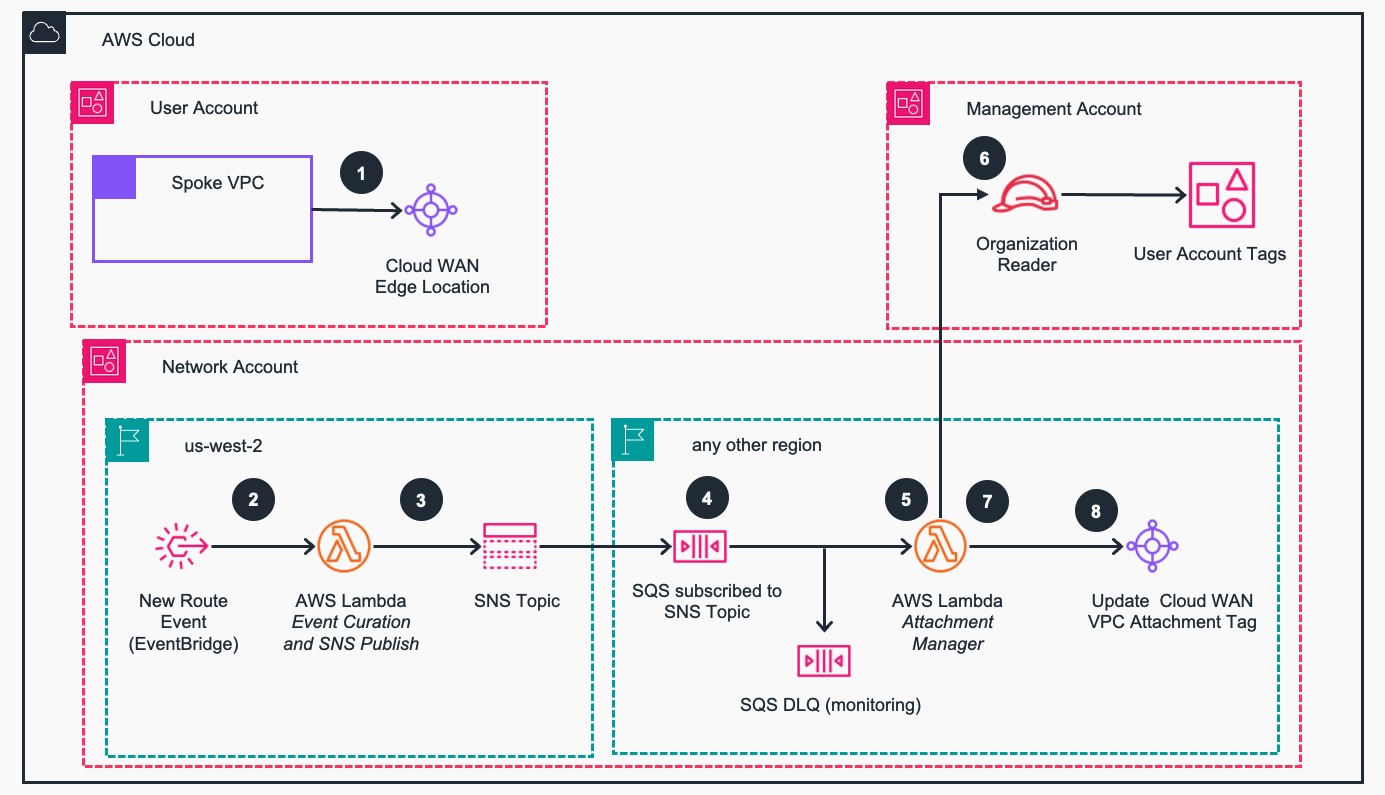 AWS Cloud
User Account
Spoke VPC
1
Cloud WAN
Edge Location
Management Account
6
Organization
Reader
User Account Tags
Network Account
us-west-2
2
3
New Route
Event
(EventBridge)
AWS Lambda
Event Curation
and SNS Publish
SNS Topic
any other region
4
5
7
8
SQS subscribed to
SNS Topic
SQS DLQ (monitoring)
AWS Lambda
Attachment
Manager
Update Cloud WAN
VPC Attachment Tag